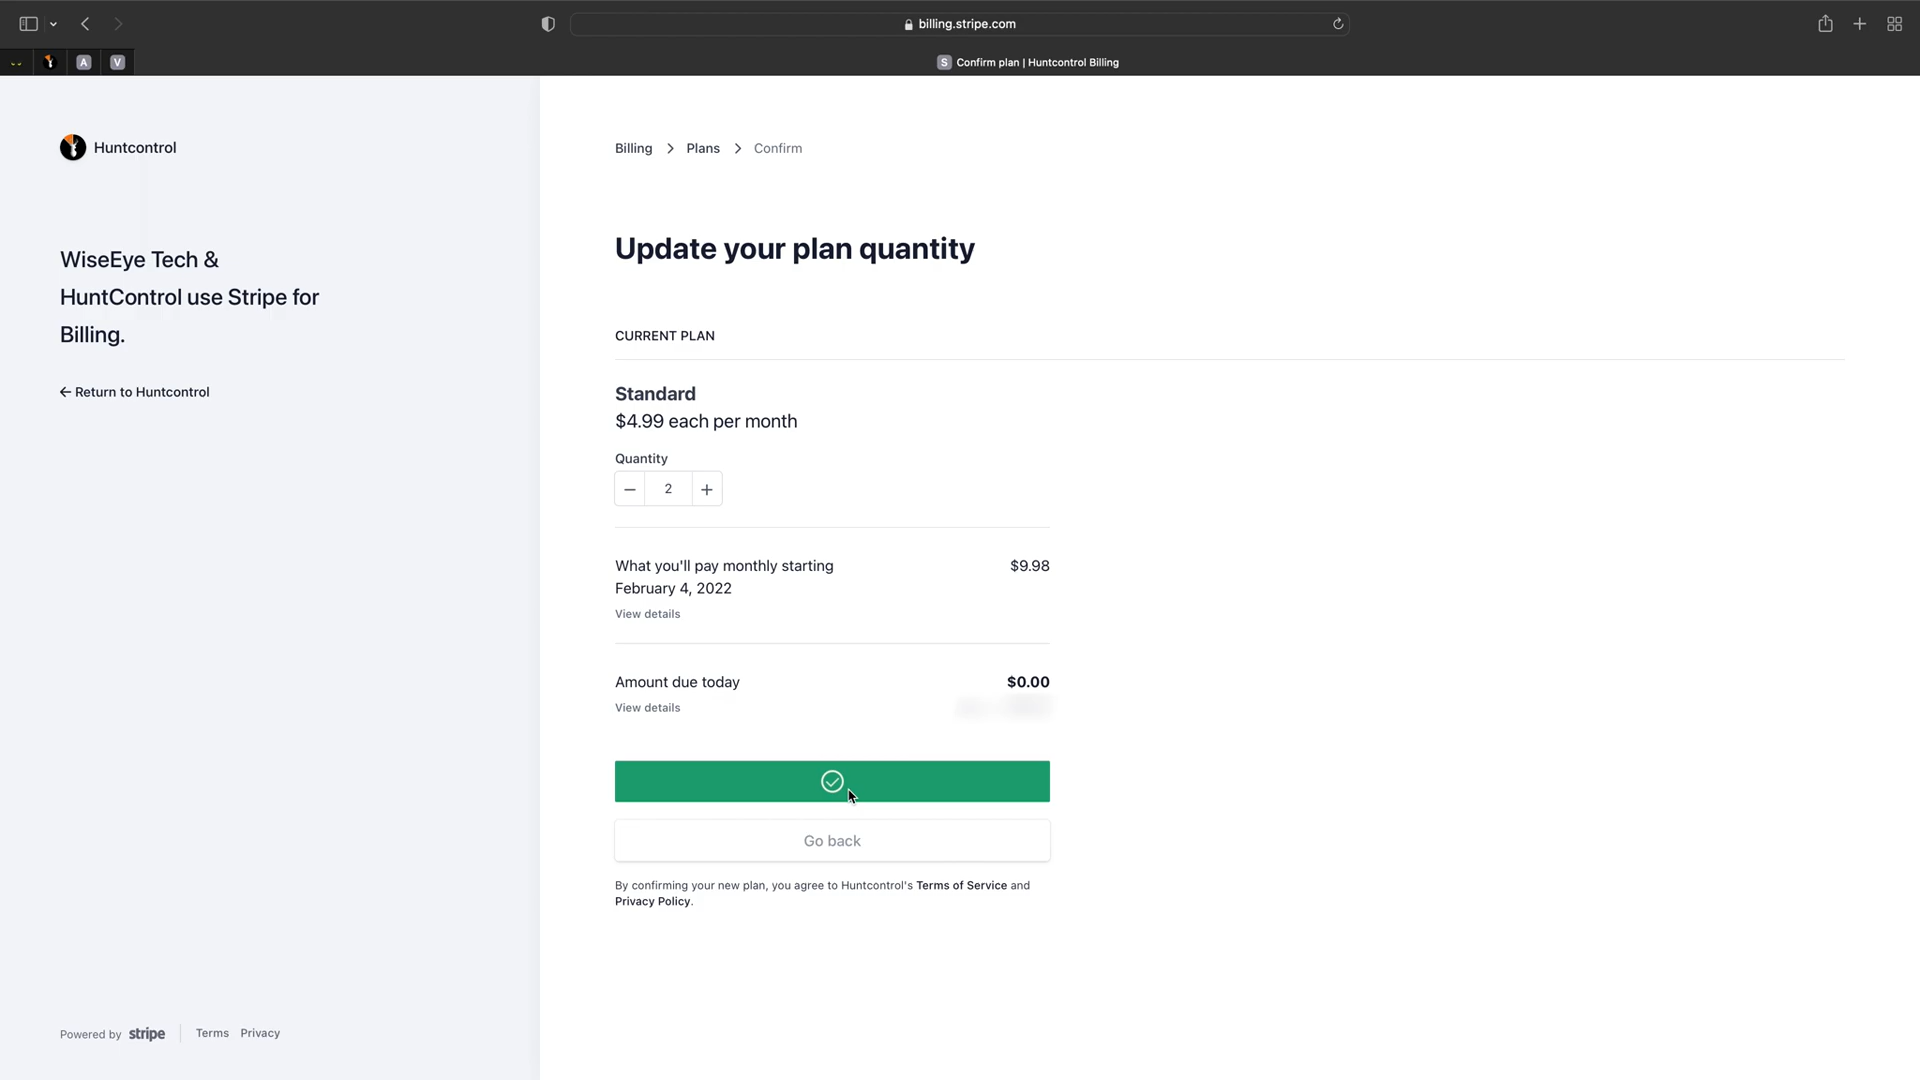 billing.stripe.com
A
V
S Confirm plan | Huntcontrol Billing
Huntcontrol
WiseEye Tech &
HuntControl use Stripe for
Billing.
← Return to Huntcontrol
Billing > Plans > Confirm
Update your plan quantity
CURRENT PLAN
Standard
$4.99 each per month
Quantity
− 2 +
What you'll pay monthly starting $9.98
February 4, 2022
View details
Amount due today $0.00
View details
Go back
By confirming your new plan, you agree to Huntcontrol's Terms of Service and
Privacy Policy.
Powered by stripe Terms Privacy